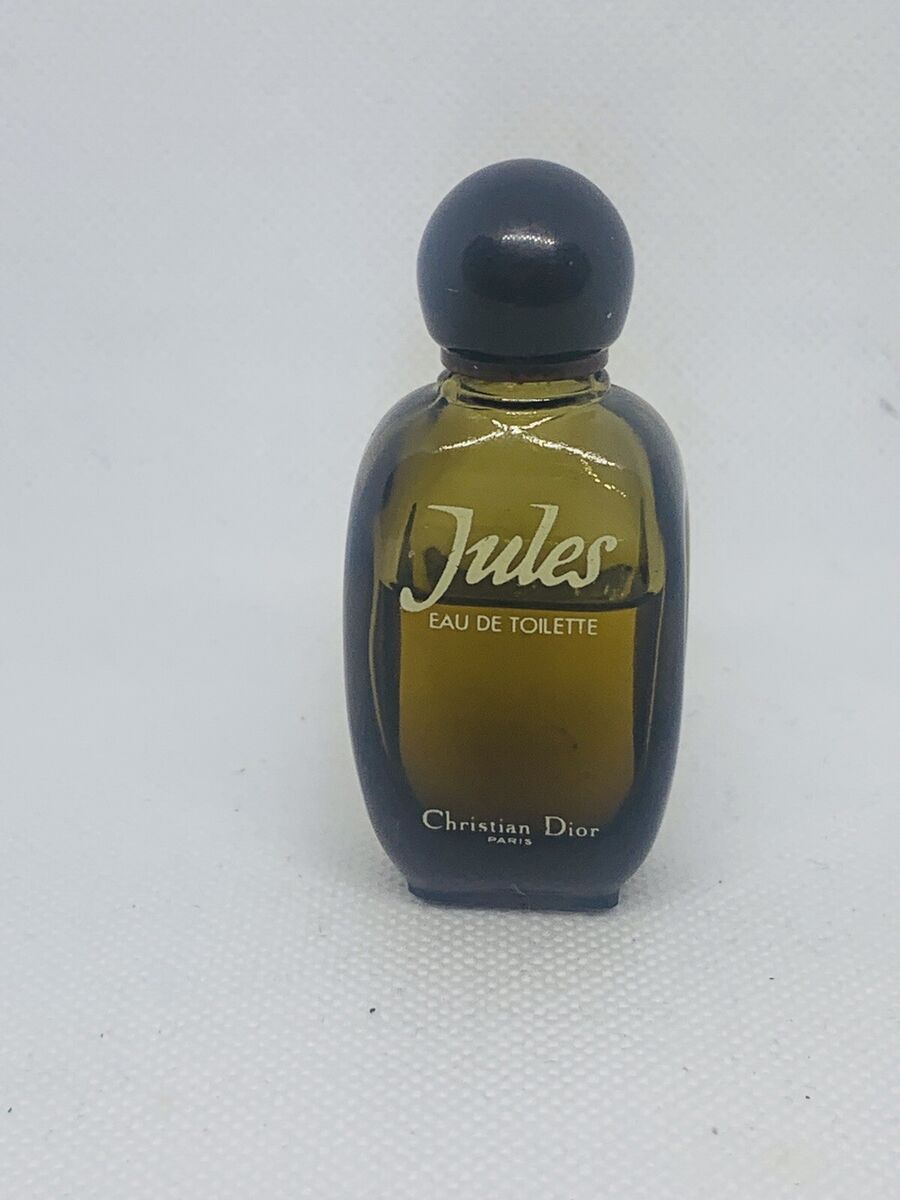 Jules
EAU DE TOILETTE
Christian Dior
PARIS